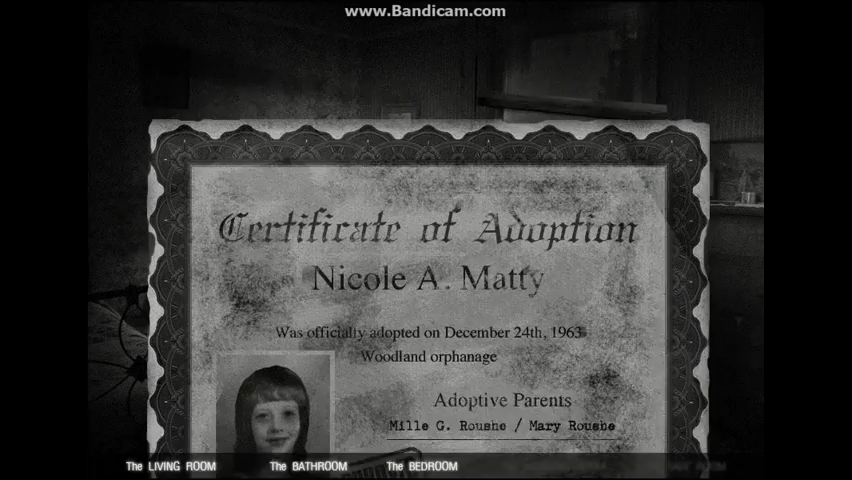 www.Bandicam.com
Certificate of Adoption
Nicole A. Matty
Was officially adopted on December 24th, 1963
Woodland orphanage
Adoptive Parents
Mille G. Roushe / Mary Roushe
The LIVING ROOM The BATHROOM The BEDROOM